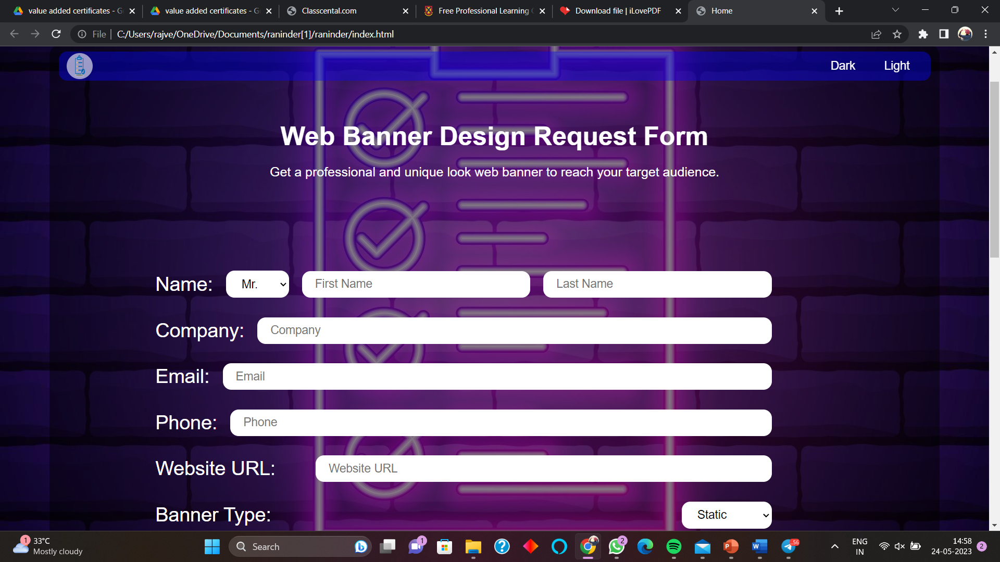 value added certificates - G
value added certificates - G
Classcental.com
Free Professional Learning
Download file | iLovePDF
Home
File
C:/Users/rajve/OneDrive/Documents/raninder[1]/raninder/index.html
Dark
Light
Web Banner Design Request Form
Get a professional and unique look web banner to reach your target audience.
Name: Mr. First Name Last Name
Company: Company
Email: Email
Phone: Phone
Website URL: Website URL
Banner Type: Static
1
33°C
Mostly cloudy
Search
1
2
.56
ENG
IN
14:58
24-05-2023
2